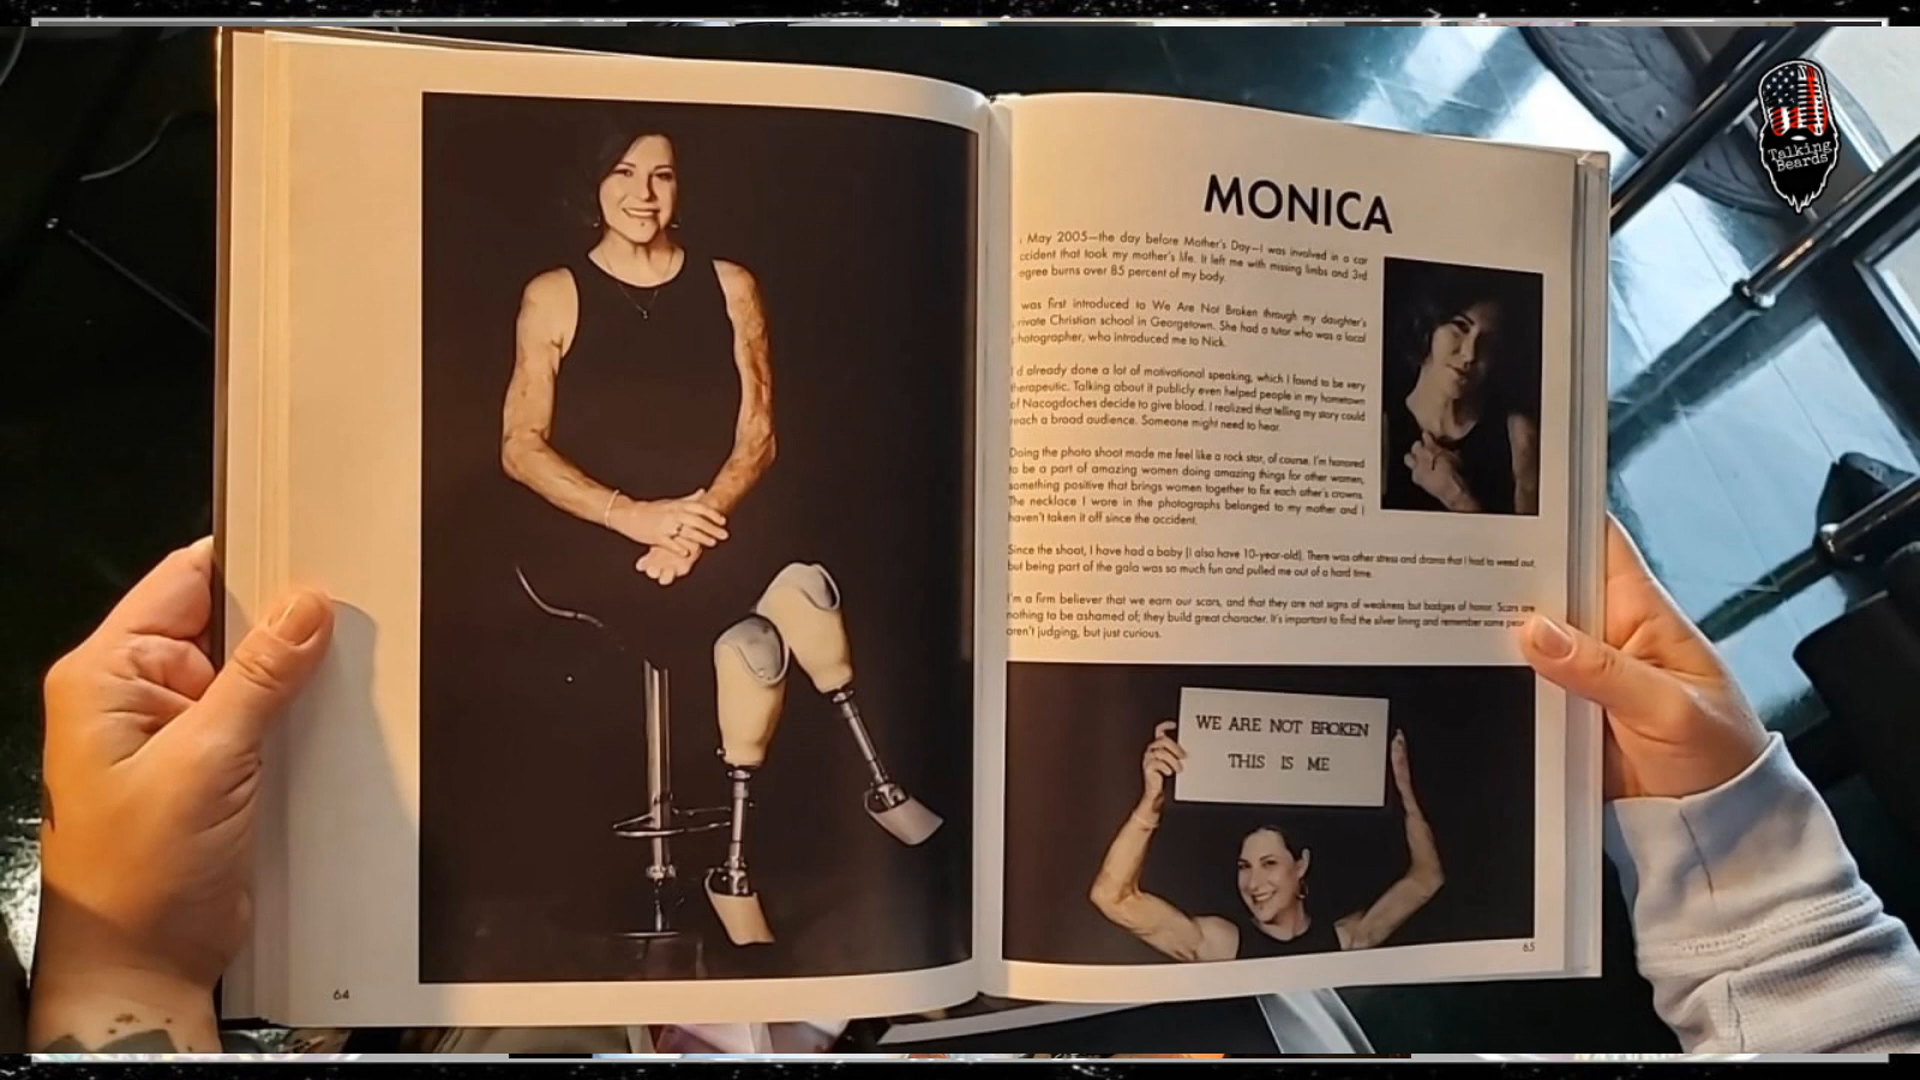 Talking
Beards
MONICA
May 2005—the day before Mother's Day—I was involved in a car
ccident that took my mother's life. It left me with missing limbs and 3rd
egree burns over 85 percent of my body.
was first introduced to We Are Not Broken through my daughter's
rivate Christian school in Georgetown. She had a tutor who was a local
hotographer, who introduced me to Nick.
I'd already done a lot of motivational speaking, which I found to be very
therapeutic. Talking about it publicly even helped people in my hometown
of Nacogdoches decide to give blood. I realized that telling my story could
reach a broad audience. Someone might need to hear.
Doing the photo shoot made me feel like a rock star, of course. I'm honored
to be a part of amazing women doing amazing things for other women,
something positive that brings women together to fix each other's crowns.
The necklace I wore in the photographs belonged to my mother and I
haven't taken it off since the accident.
Since the shoot, I have had a baby (I also have 10-year-old). There was other stress and drama that I had to weed out,
but being part of the gala was so much fun and pulled me out of a hard time.
I'm a firm believer that we earn our scars, and that they are not signs of weakness but badges of honor. Scars are
nothing to be ashamed of; they build great character. It's important to find the silver lining and remember some
aren't judging, but just curious.
WE ARE NOT BROKEN
THIS IS ME
64
65